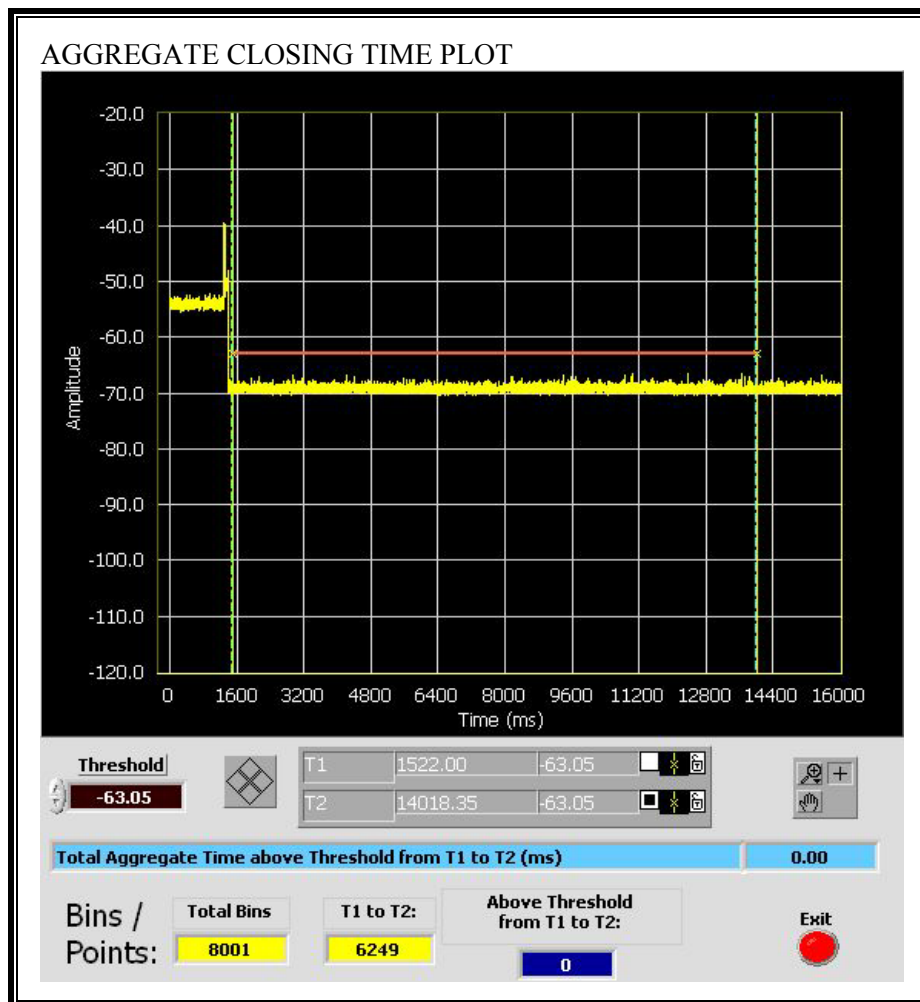 AGGREGATE CLOSING TIME PLOT
-20.0
-30.0
-40.0
-50.0
-60.0
-70.0
-80.0
-90.0
-100.0
-110.0
-120.0
Amplitude
0 1600 3200 4800 6400 8000 9600 11200 12800 14400 16000
Time (ms)
Threshold
-63.05
T1 1522.00 -63.05
T2 14018.35 -63.05
Total Aggregate Time above Threshold from T1 to T2 (ms) 0.00
Bins /
Points:
Total Bins
8001
T1 to T2:
6249
Above Threshold
from T1 to T2:
0
Exit